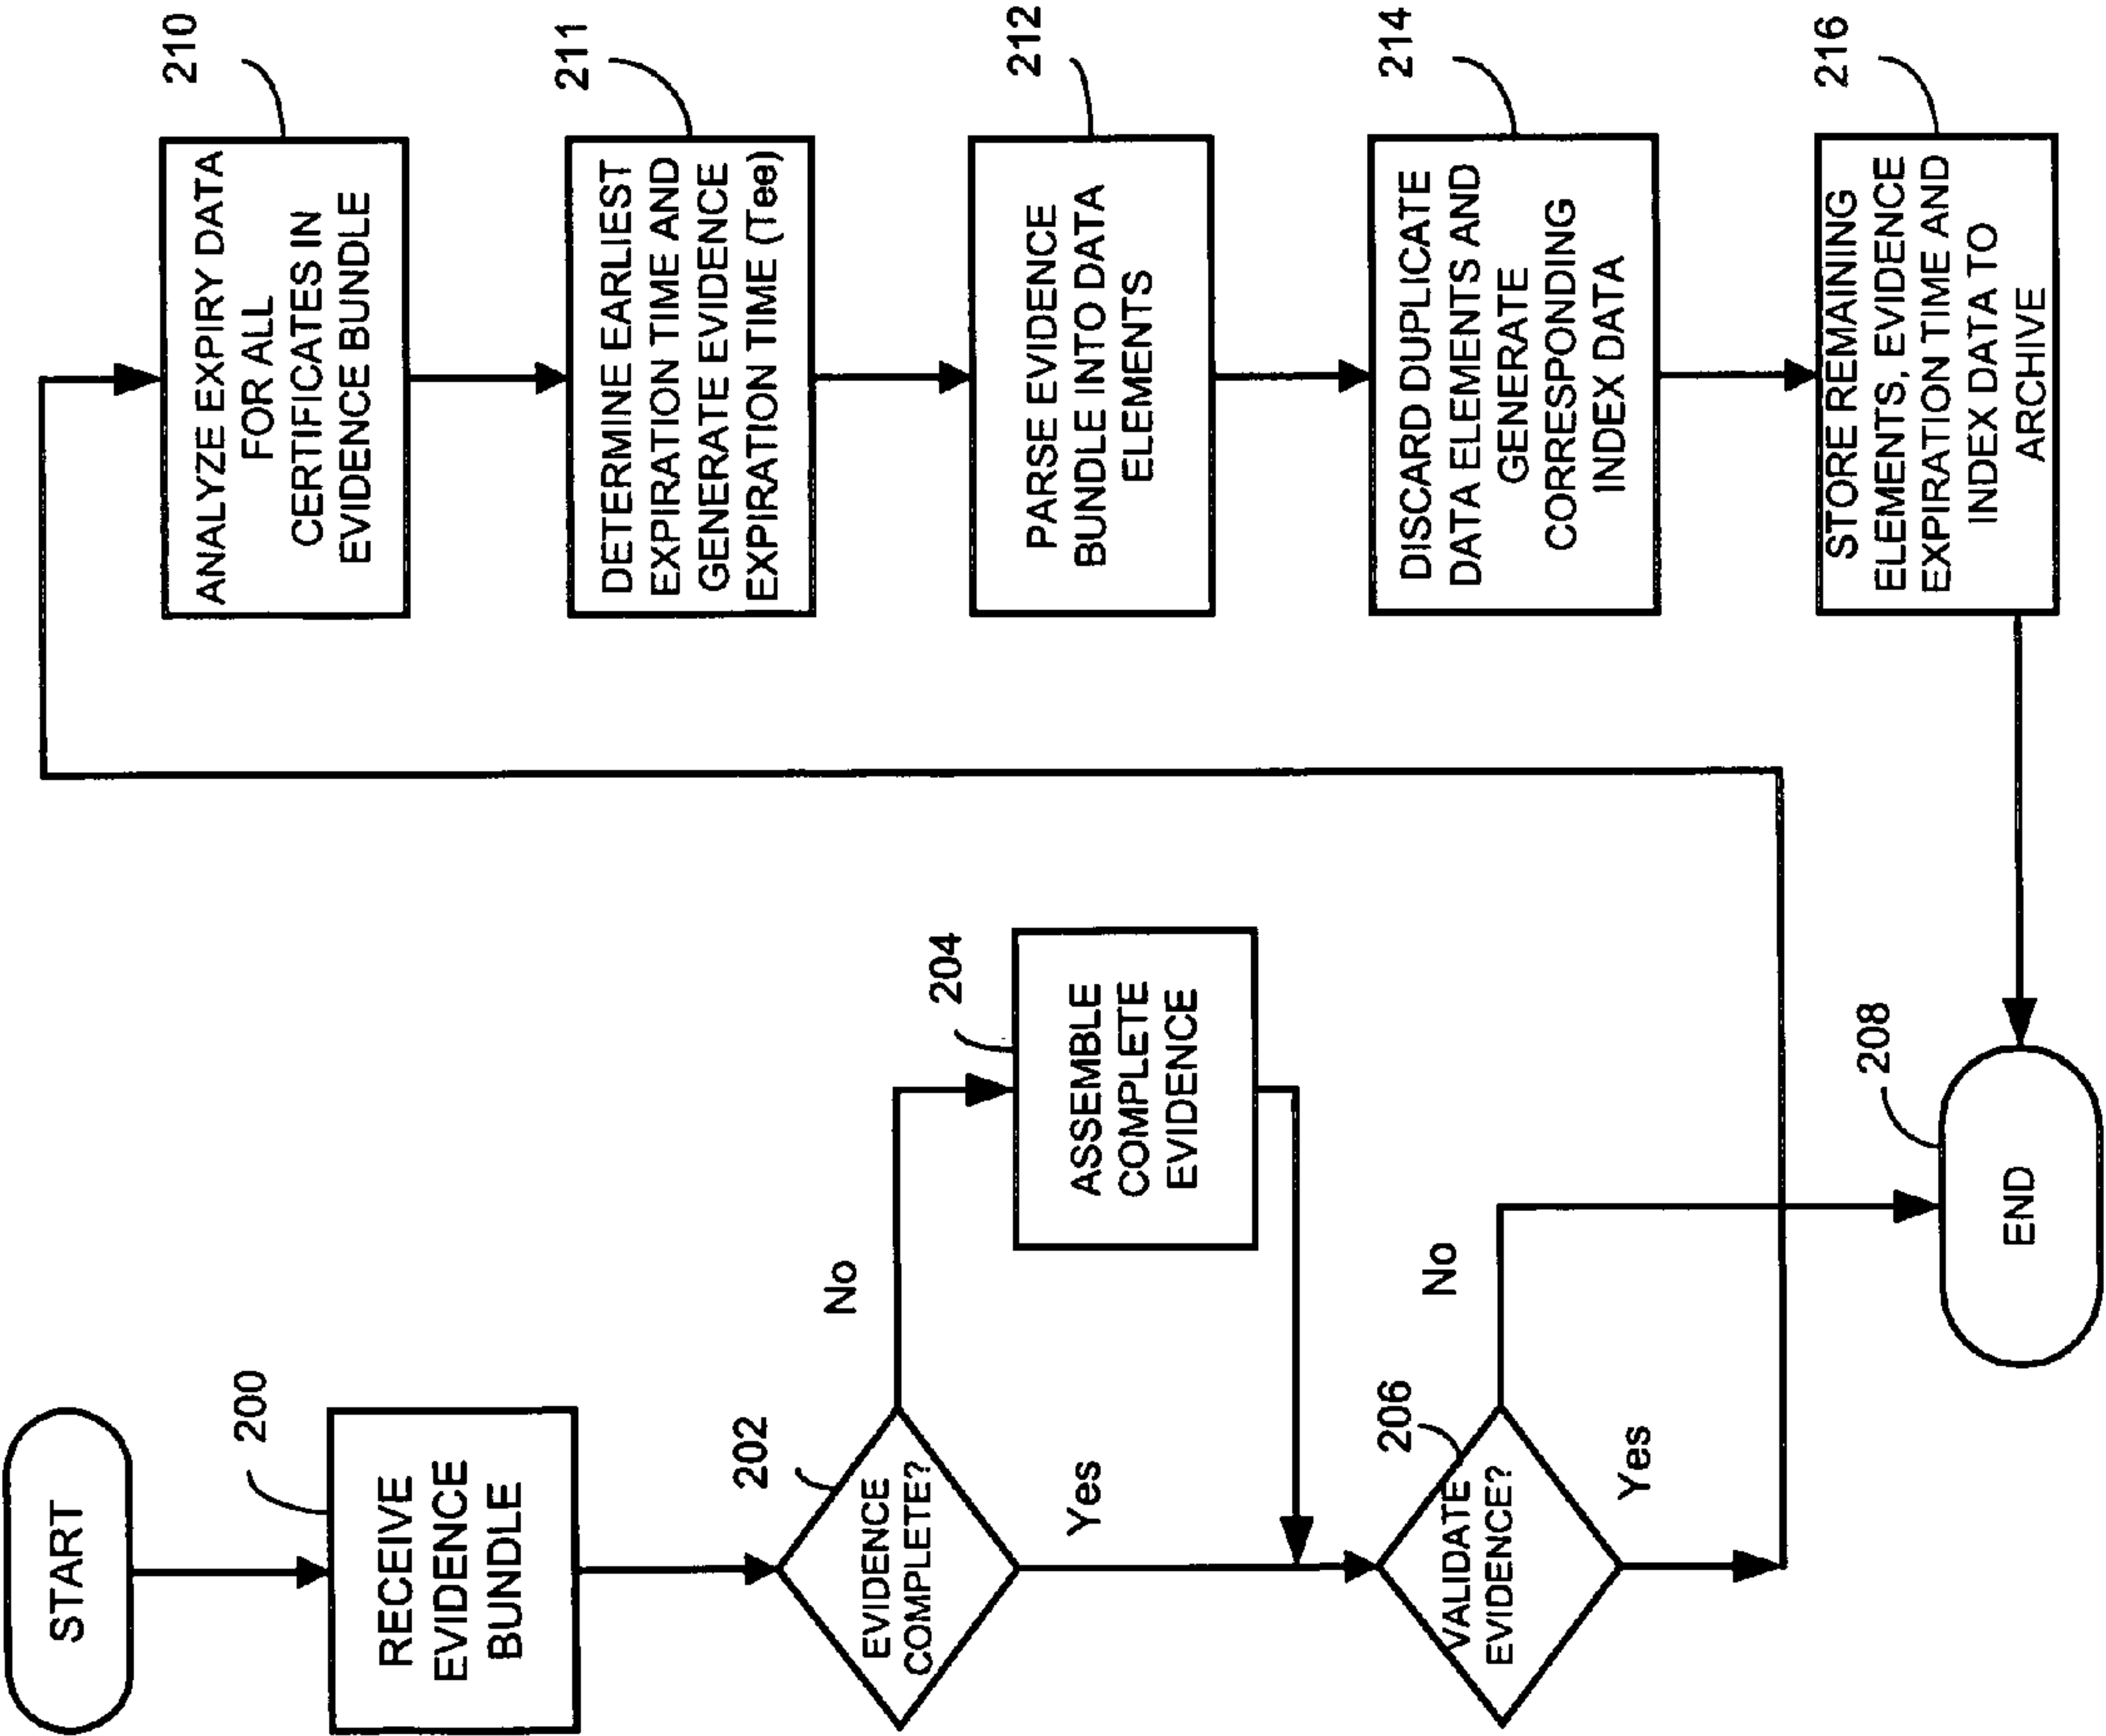 START
200
RECEIVE
EVIDENCE
BUNDLE
202
EVIDENCE
COMPLETE?
No
Yes
204
ASSEMBLE
COMPLETE
EVIDENCE
206
VALIDATE
EVIDENCE?
No
Yes
208
END
210
ANALYZE EXPIRY DATA
FOR ALL
CERTIFICATES IN
EVIDENCE BUNDLE
211
DETERMINE EARLIEST
EXPIRATION TIME AND
GENERATE EVIDENCE
EXPIRATION TIME (Tee)
212
PARSE EVIDENCE
BUNDLE INTO DATA
ELEMENTS
214
DISCARD DUPLICATE
DATA ELEMENTS AND
GENERATE
CORRESPONDING
INDEX DATA
216
STORE REMAINING
ELEMENTS, EVIDENCE
EXPIRATION TIME AND
INDEX DATA TO
ARCHIVE